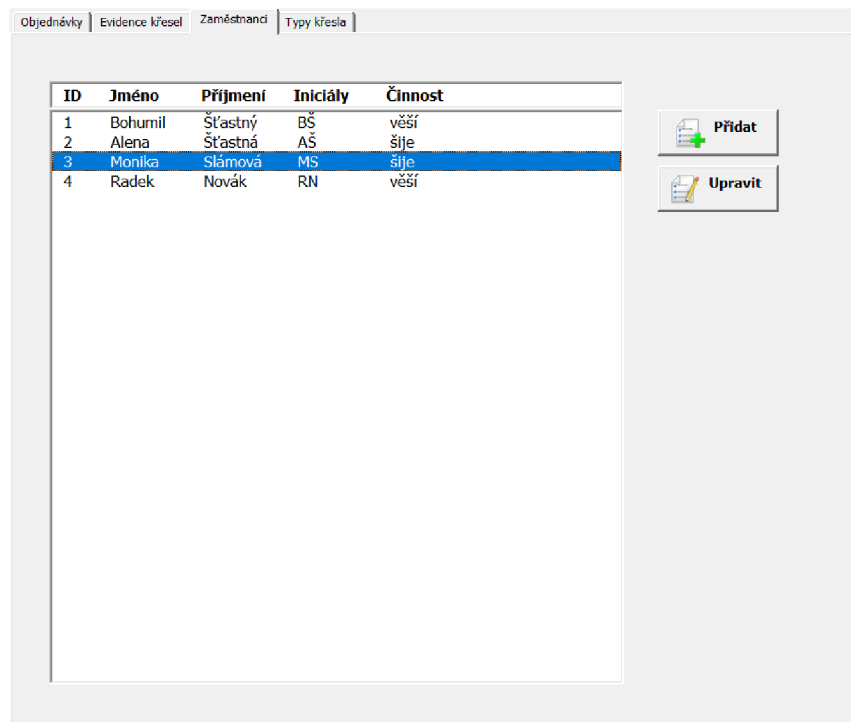 Objednávky Evidence křesel Zaměstnanci Typy křesla
ID Jméno Příjmení Iniciály Činnost
1 Bohumil Šťastný BŠ věší
2 Alena Šťastná AŠ šije
3 Monika Slámová MS šije
4 Radek Novák RN věší
Přidat
Upravit